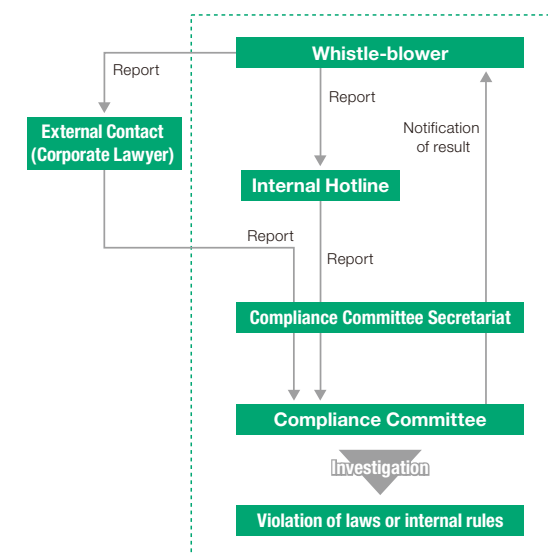 Whistle-blower
Report
Report
External Contact
(Corporate Lawyer)
Notification
of result
Internal Hotline
Report
Report
Compliance Committee Secretariat
Compliance Committee
Investigation
Violation of laws or internal rules